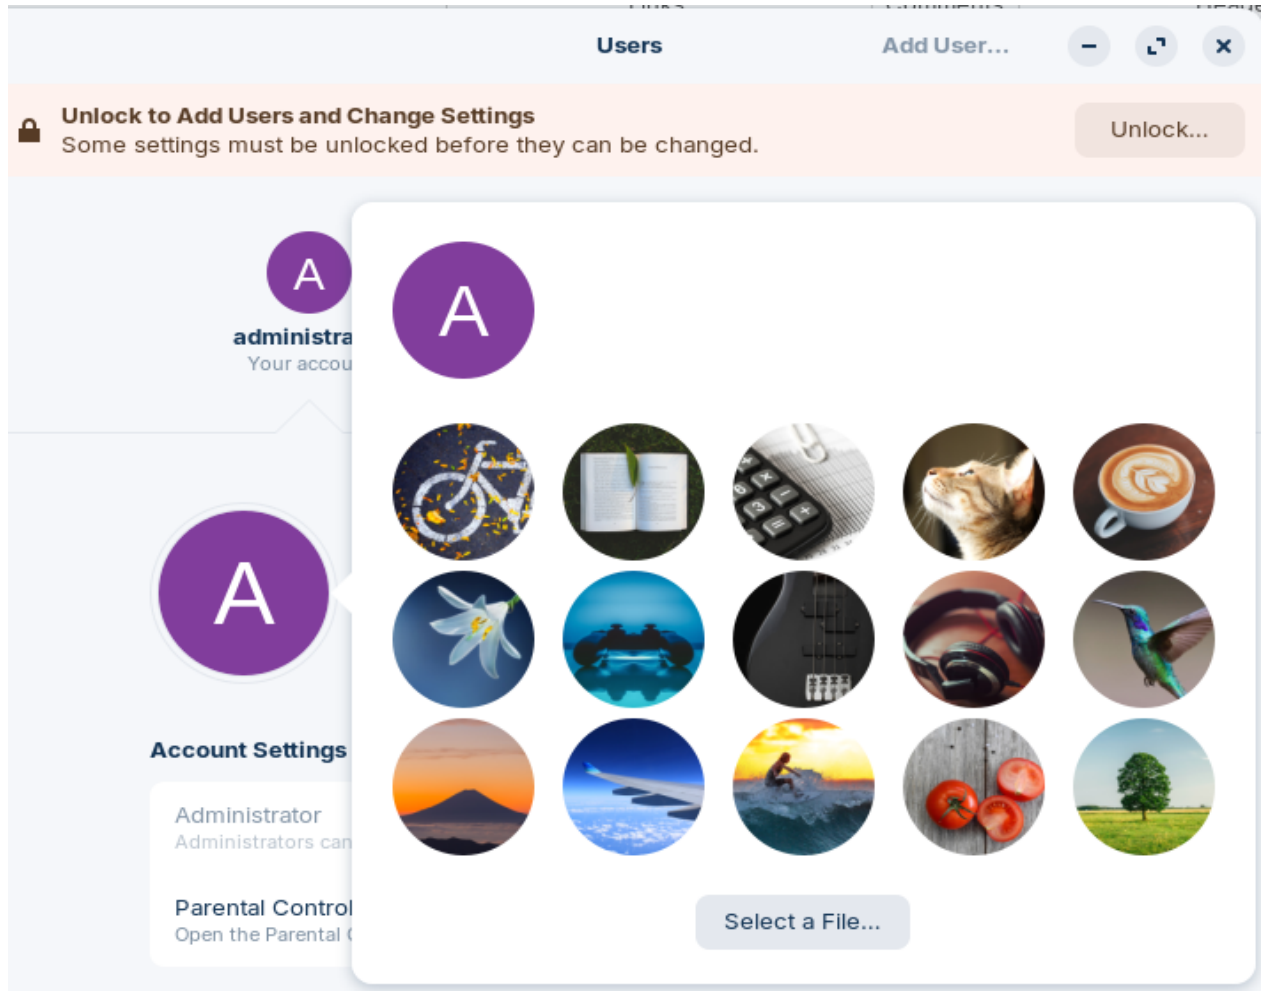 Users
Add User...
Unlock to Add Users and Change Settings
Some settings must be unlocked before they can be changed.
Unlock...
A
administra
Your accou
A
A
Account Settings
Administrator
Administrators can
Parental Control
Open the Parental
Select a File...